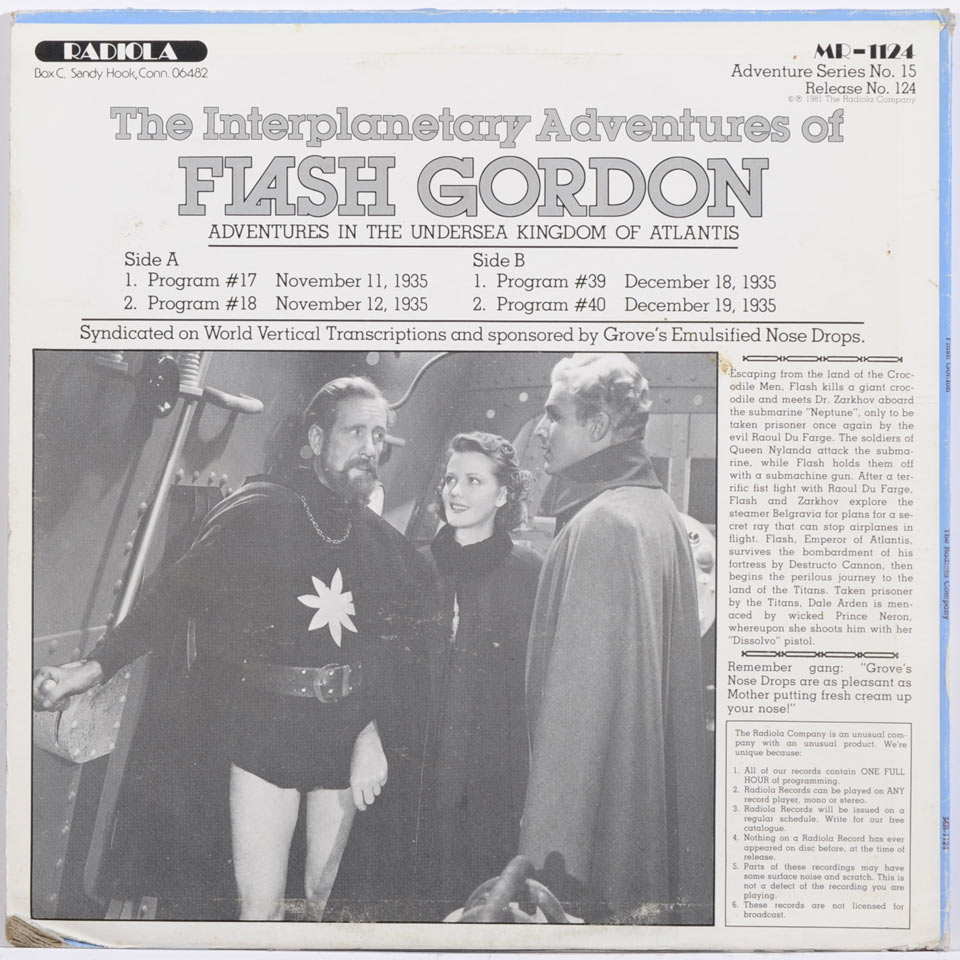 RADIOLA
Box C, Sandy Hook, Conn. 06482
MR-1124
Adventure Series No. 15
Release No. 124
©℗ 1981 The Radiola Company
The Interplanetary Adventures of
FLASH GORDON
ADVENTURES IN THE UNDERSEA KINGDOM OF ATLANTIS
Side A
1. Program #17 November 11, 1935
2. Program #18 November 12, 1935
Side B
1. Program #39 December 18, 1935
2. Program #40 December 19, 1935
Syndicated on World Vertical Transcriptions and sponsored by Grove's Emulsified Nose Drops.
Escaping from the land of the Croc-
odile Men, Flash kills a giant croc-
odile and meets Dr. Zarkhov aboard
the submarine "Neptune", only to be
taken prisoner once again by the
evil Raoul Du Farge. The soldiers of
Queen Nylanda attack the subma-
rine, while Flash holds them off
with a submachine gun. After a ter-
rific fist fight with Raoul Du Farge,
Flash and Zarkhov explore the
steamer Belgravia for plans for a se-
cret ray that can stop airplanes in
flight. Flash, Emperor of Atlantis,
survives the bombardment of his
fortress by Destructo Cannon, then
begins the perilous journey to the
land of the Titans. Taken prisoner
by the Titans, Dale Arden is men-
aced by wicked Prince Neron,
whereupon she shoots him with her
"Dissolvo" pistol.
Remember gang: "Grove's
Nose Drops are as pleasant as
Mother putting fresh cream up
your nose!"
The Radiola Company is an unusual com-
pany with an unusual product. We're
unique because:
1. All of our records contain ONE FULL
HOUR of programming.
2. Radiola Records can be played on ANY
record player, mono or stereo.
3. Radiola Records will be issued on a
regular schedule. Write for our free
catalogue.
4. Nothing on a Radiola Record has ever
appeared on disc before, at the time of
release.
5. Parts of these recordings may have
some surface noise and scratch. This is
not a defect of the recording you are
playing.
6. These records are not licensed for
broadcast.
Flash Gordon
The Radiola Company
MR-1124